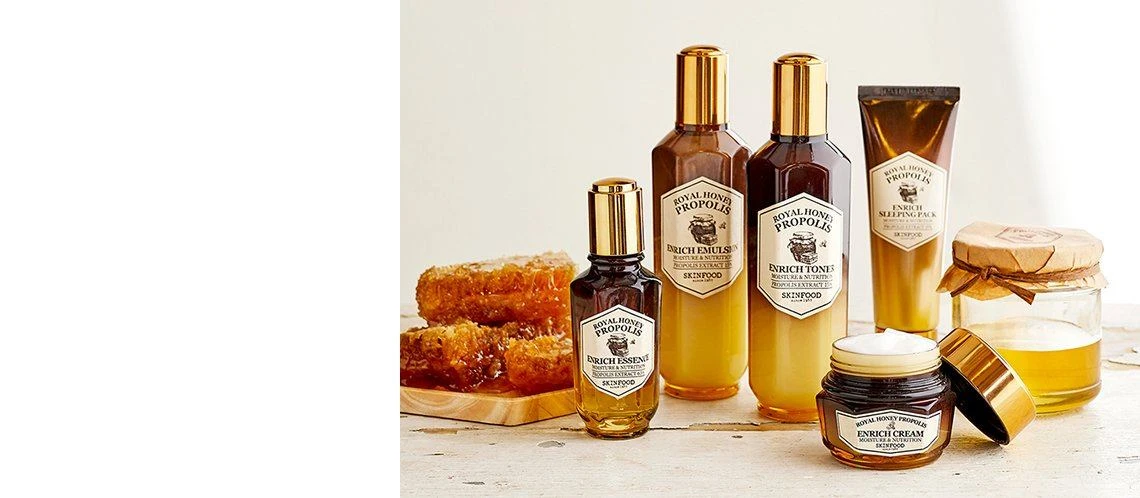 ROYAL HONEY
PROPOLIS
ENRICH ESSENCE
MOISTURE & NUTRITION
SKINFOOD
ROYAL HONEY
PROPOLIS
ENRICH EMULSION
MOISTURE & NUTRITION
PROPOLIS EXTRACT
SKINFOOD
ROYAL HONEY
PROPOLIS
ENRICH TONER
MOISTURE & NUTRITION
PROPOLIS EXTRACT
SKINFOOD
ROYAL HONEY
PROPOLIS
ENRICH
SLEEPING PACK
MOISTURE & NUTRITION
PROPOLIS EXTRACT
SKINFOOD
ROYAL HONEY PROPOLIS
ENRICH CREAM
MOISTURE & NUTRITION
SKINFOOD